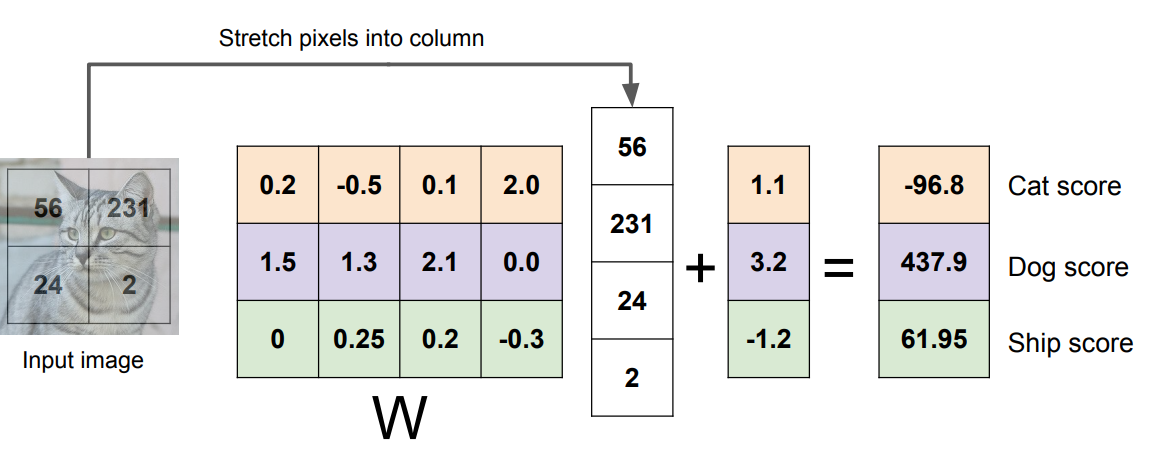 Stretch pixels into column
56 231
24 2
Input image
0.2 -0.5 0.1 2.0
1.5 1.3 2.1 0.0
0 0.25 0.2 -0.3
W
56
231
24
2
+
1.1
3.2
-1.2
=
-96.8 Cat score
437.9 Dog score
61.95 Ship score